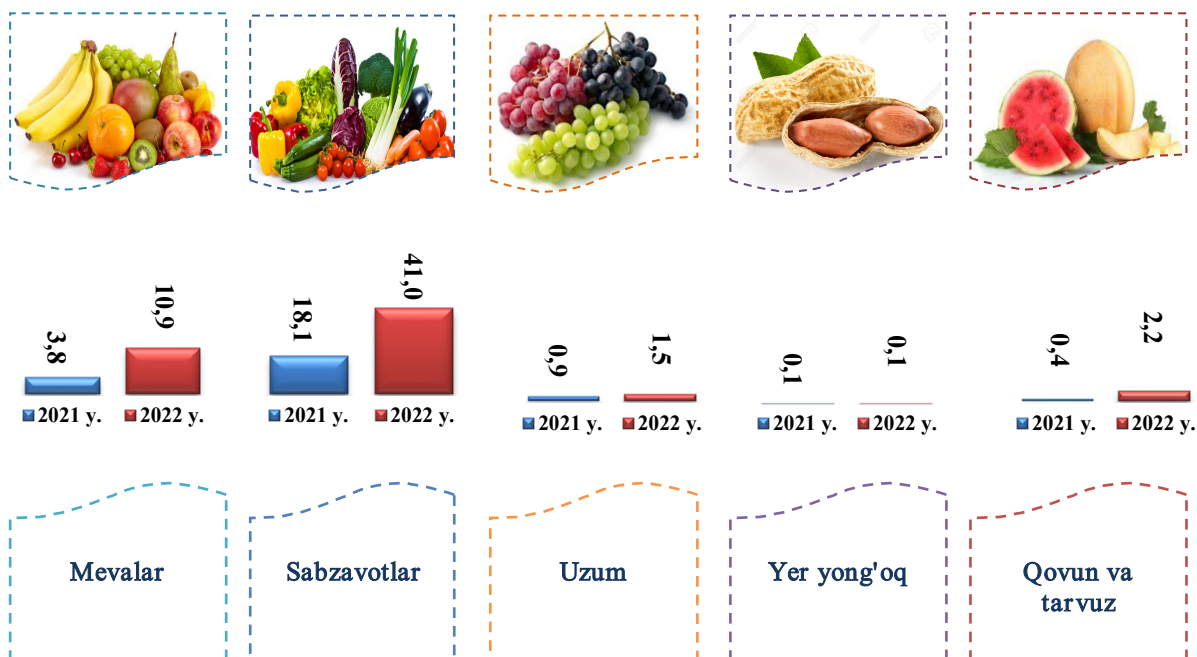 3,8
10,9
2021 y.
2022 y.
18,1
41,0
2021 y.
2022 y.
0,9
1,5
2021 y.
2022 y.
0,1
0,1
2021 y.
2022 y.
0,4
2,2
2021 y.
2022 y.
Mevalar
Sabzavotlar
Uzum
Yer yong'oq
Qovun va
tarvuz